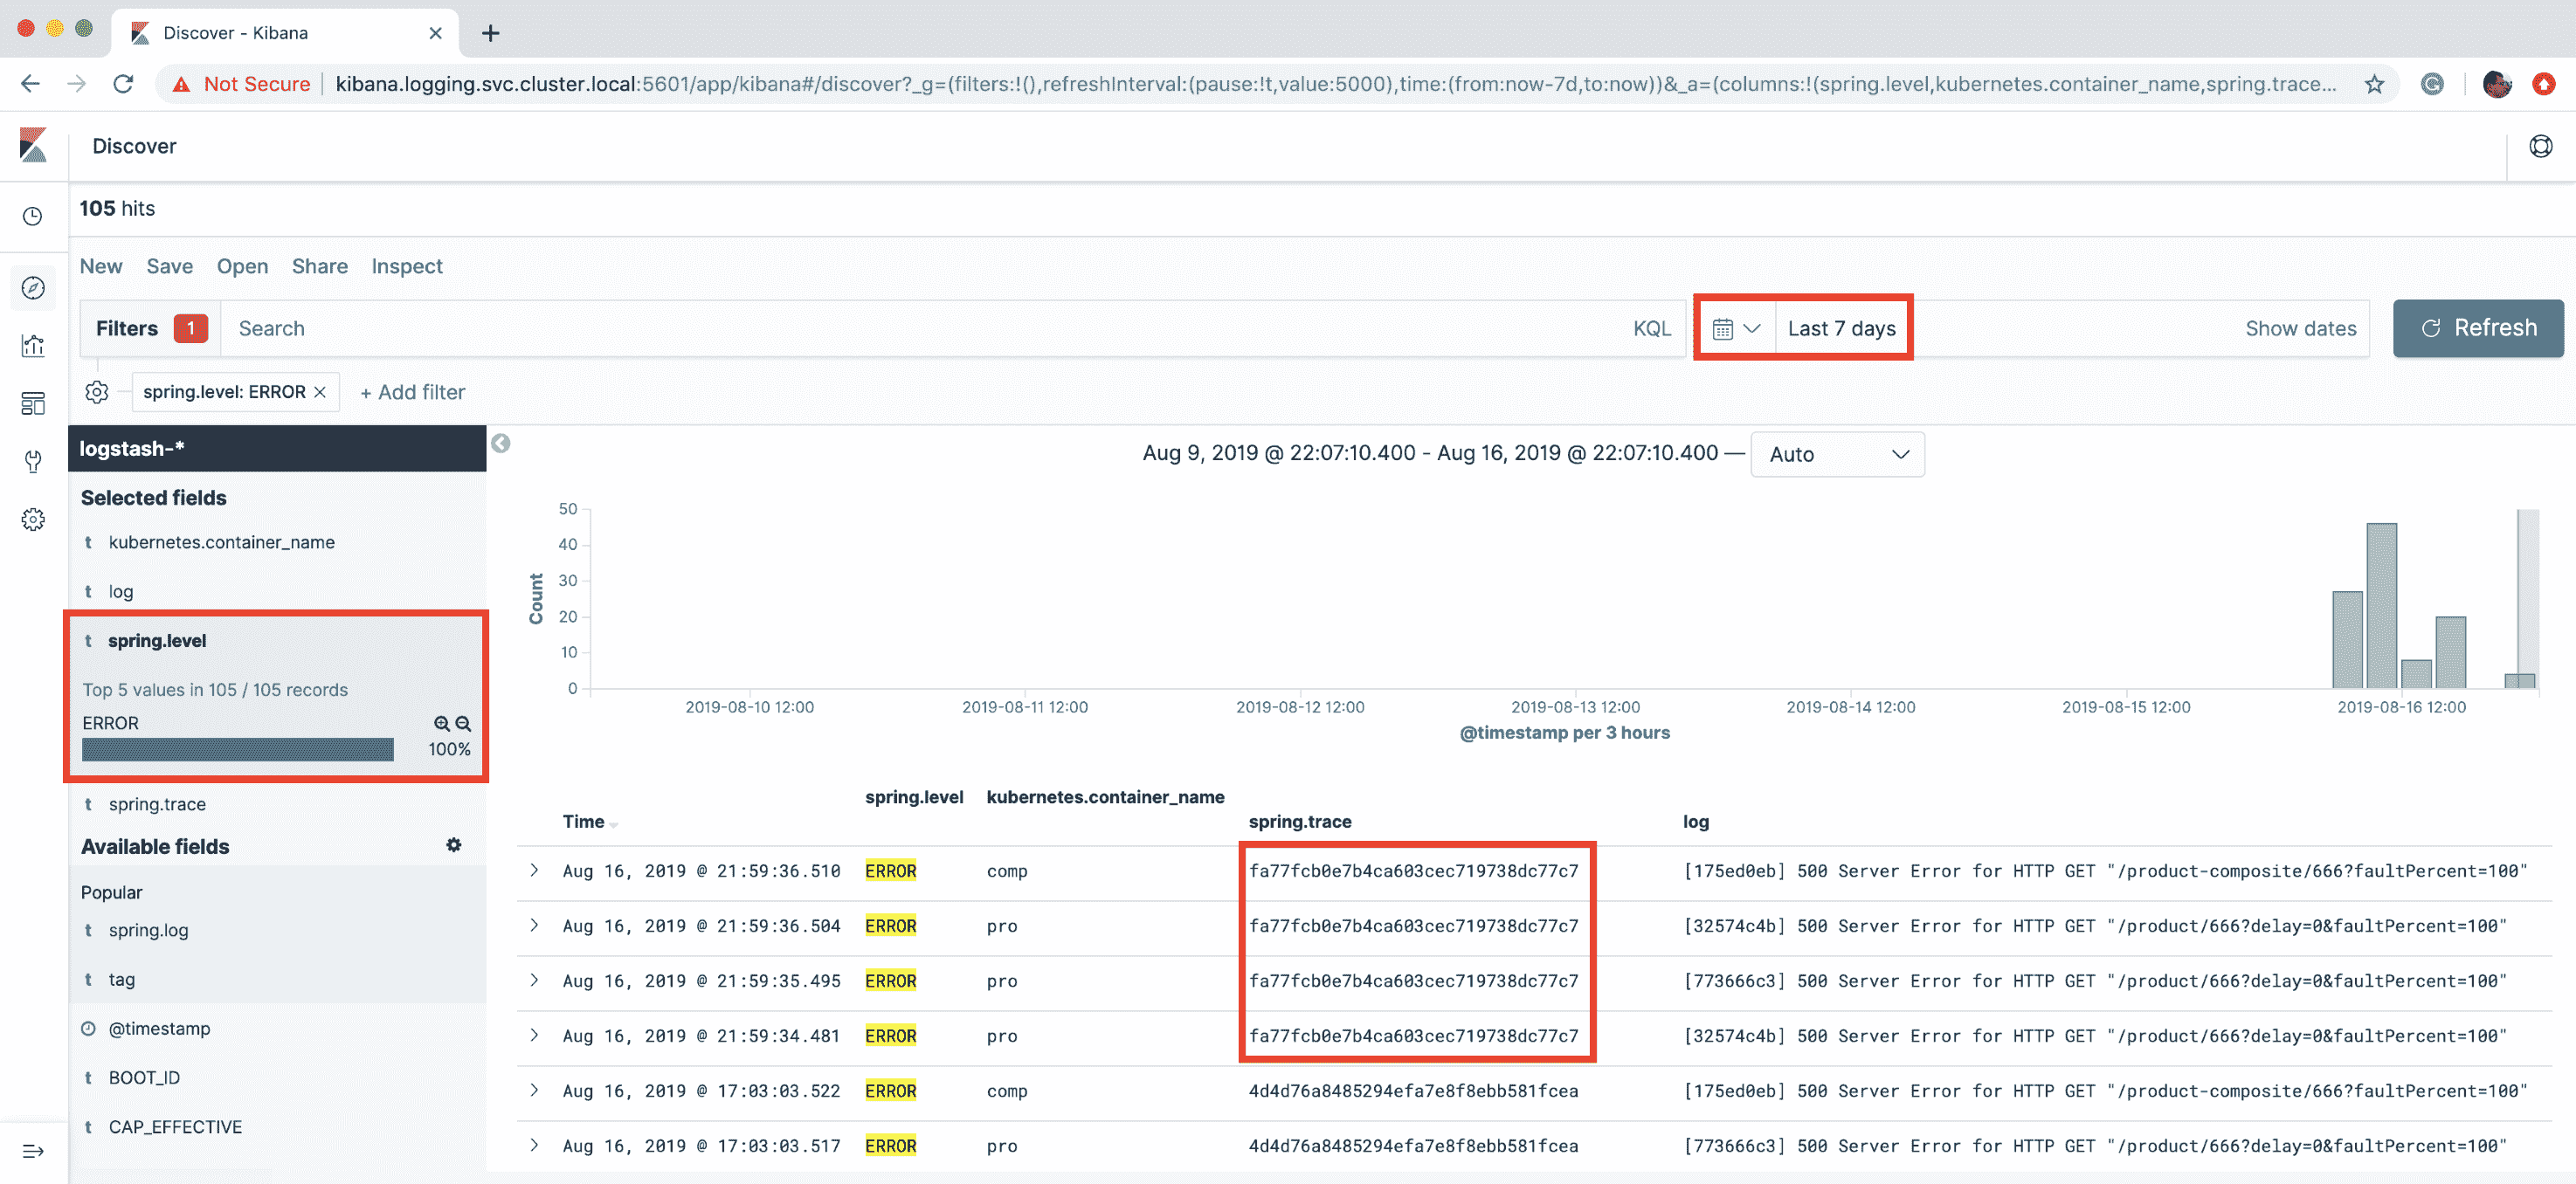 Discover - Kibana
Not Secure
kibana.logging.svc.cluster.local:5601/app/kibana#/discover?_g=(filters:!(),refreshInterval:(pause:!t,value:5000),time:(from:now-7d,to:now))&_a=(columns:!(spring.level,kubernetes.container_name,spring.trace...
Discover
105 hits
New Save Open Share Inspect
Filters 1 Search KQL Last 7 days Show dates Refresh
spring.level: ERROR × + Add filter
logstash-*
Selected fields
t kubernetes.container_name
t log
t spring.level
Top 5 values in 105 / 105 records
ERROR
100%
t spring.trace
Available fields
Popular
t spring.log
t tag
@timestamp
t BOOT_ID
t CAP_EFFECTIVE
Aug 9, 2019 @ 22:07:10.400 - Aug 16, 2019 @ 22:07:10.400 — Auto
Count
50
40
30
20
10
0
2019-08-10 12:00 2019-08-11 12:00 2019-08-12 12:00 2019-08-13 12:00 2019-08-14 12:00 2019-08-15 12:00 2019-08-16 12:00
@timestamp per 3 hours
Time spring.level kubernetes.container_name spring.trace log
Aug 16, 2019 @ 21:59:36.510 ERROR comp fa77fcb0e7b4ca603cec719738dc77c7 [175ed0eb] 500 Server Error for HTTP GET "/product-composite/666?faultPercent=100"
Aug 16, 2019 @ 21:59:36.504 ERROR pro fa77fcb0e7b4ca603cec719738dc77c7 [32574c4b] 500 Server Error for HTTP GET "/product/666?delay=0&faultPercent=100"
Aug 16, 2019 @ 21:59:35.495 ERROR pro fa77fcb0e7b4ca603cec719738dc77c7 [773666c3] 500 Server Error for HTTP GET "/product/666?delay=0&faultPercent=100"
Aug 16, 2019 @ 21:59:34.481 ERROR pro fa77fcb0e7b4ca603cec719738dc77c7 [32574c4b] 500 Server Error for HTTP GET "/product/666?delay=0&faultPercent=100"
Aug 16, 2019 @ 17:03:03.522 ERROR comp 4d4d76a8485294efa7e8f8ebb581fcea [175ed0eb] 500 Server Error for HTTP GET "/product-composite/666?faultPercent=100"
Aug 16, 2019 @ 17:03:03.517 ERROR pro 4d4d76a8485294efa7e8f8ebb581fcea [773666c3] 500 Server Error for HTTP GET "/product/666?delay=0&faultPercent=100"